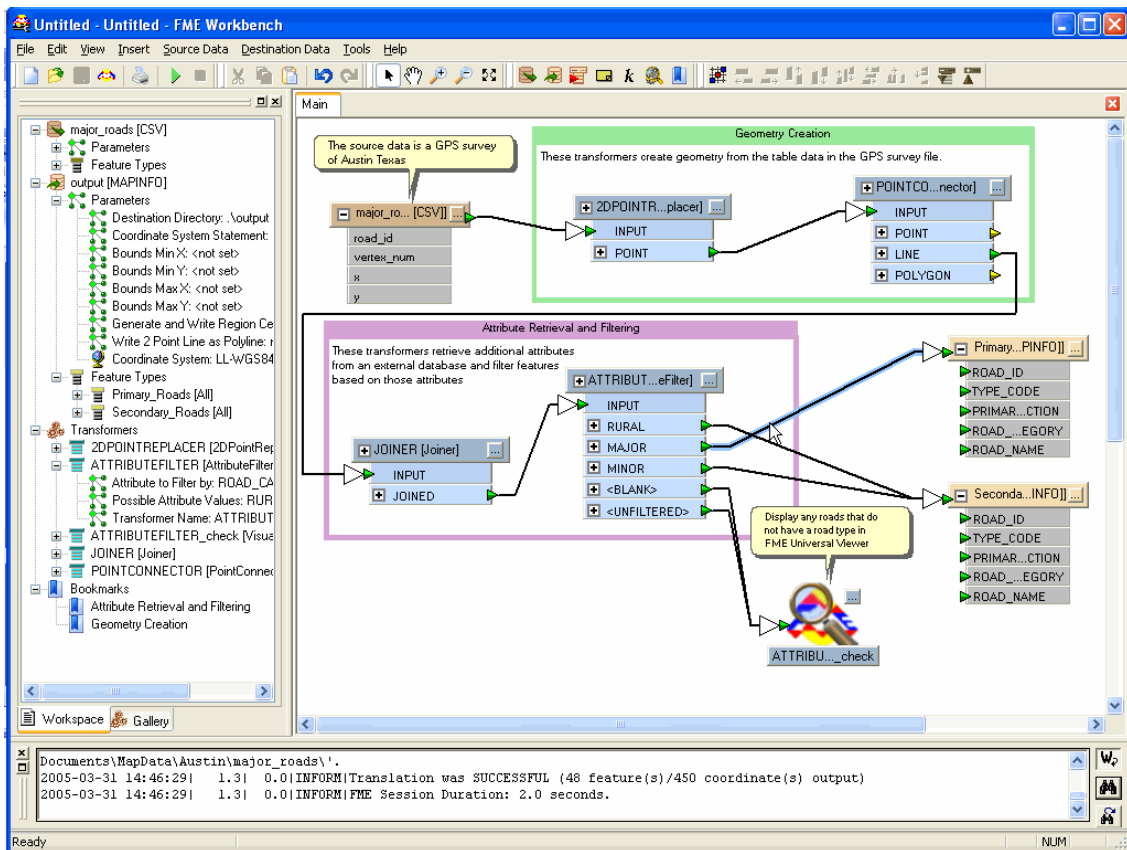 Untitled - Untitled - FME Workbench
File Edit View Insert Source Data Destination Data Tools Help
major_roads [CSV]
Parameters
Feature Types
output [MAPINFO]
Parameters
Destination Directory: .\output
Coordinate System Statement:
Bounds Min X: <not set>
Bounds Min Y: <not set>
Bounds Max X: <not set>
Bounds Max Y: <not set>
Generate and Write Region Ce
Write 2 Point Line as Polyline: r
Coordinate System: LL-WGS84
Feature Types
Primary_Roads [All]
Secondary_Roads [All]
Transformers
2DPOINTREPLACER [2DPointRep
ATTRIBUTEFILTER [AttributeFilter
Attribute to Filter by: ROAD_CA
Possible Attribute Values: RUR
Transformer Name: ATTRIBUT
ATTRIBUTEFILTER_check [Visua
JOINER [Joiner]
POINTCONNECTOR [PointConnec
Bookmarks
Attribute Retrieval and Filtering
Geometry Creation
Workspace Gallery
Main
The source data is a GPS survey
of Austin Texas
major_ro... [CSV]] ...
road_id
vertex_num
x
y
Geometry Creation
These transformers create geometry from the table data in the GPS survey file.
2DPOINTR...placer] ...
INPUT
POINT
POINTCO...nector] ...
INPUT
POINT
LINE
POLYGON
Attribute Retrieval and Filtering
These transformers retrieve additional attributes
from an external database and filter features
based on those attributes
JOINER [Joiner] ...
INPUT
JOINED
ATTRIBUT...eFilter] ...
INPUT
RURAL
MAJOR
MINOR
<BLANK>
<UNFILTERED>
Primary...PINFO]] ...
ROAD_ID
TYPE_CODE
PRIMAR...CTION
ROAD_...EGORY
ROAD_NAME
Seconda...INFO]] ...
ROAD_ID
TYPE_CODE
PRIMAR...CTION
ROAD_...EGORY
ROAD_NAME
Display any roads that do
not have a road type in
FME Universal Viewer
...
ATTRIBU..._check
Documents\MapData\Austin\major_roads\'.
2005-03-31 14:46:29| 1.3| 0.0|INFORM|Translation was SUCCESSFUL (48 feature(s)/450 coordinate(s) output)
2005-03-31 14:46:29| 1.3| 0.0|INFORM|FME Session Duration: 2.0 seconds.
Ready
NUM